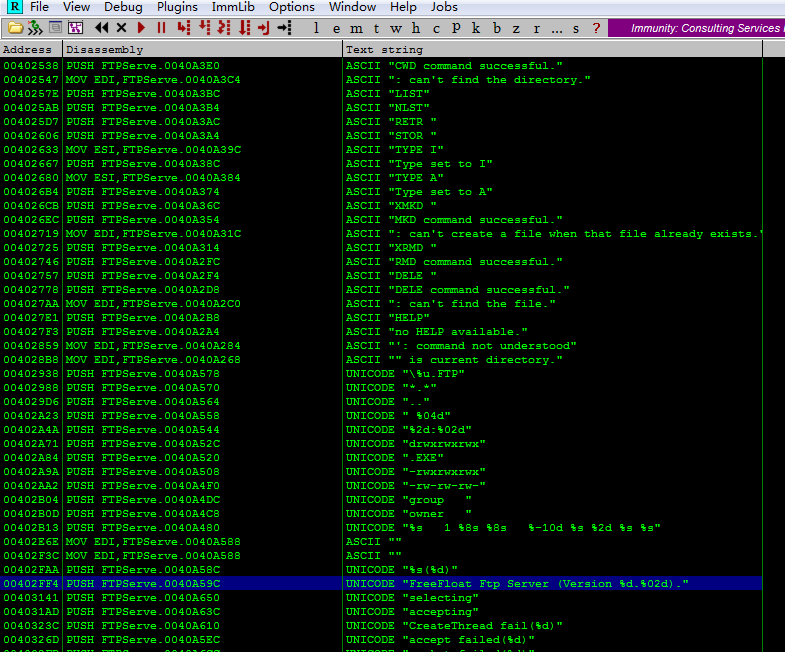 R File View Debug Plugins ImmLib Options Window Help Jobs
l e m t w h c p k b z r ... s ? Immunity: Consulting Services
Address Disassembly Text string
00402538 PUSH FTPServe.0040A3E0 ASCII "CWD command successful."
00402547 MOV EDI,FTPServe.0040A3C4 ASCII ": can't find the directory."
0040257E PUSH FTPServe.0040A3BC ASCII "LIST"
004025AB PUSH FTPServe.0040A3B4 ASCII "NLST"
004025D7 PUSH FTPServe.0040A3AC ASCII "RETR "
00402606 PUSH FTPServe.0040A3A4 ASCII "STOR "
00402633 MOV ESI,FTPServe.0040A39C ASCII "TYPE I"
00402667 PUSH FTPServe.0040A38C ASCII "Type set to I"
00402680 MOV ESI,FTPServe.0040A384 ASCII "TYPE A"
004026B4 PUSH FTPServe.0040A374 ASCII "Type set to A"
004026CB PUSH FTPServe.0040A36C ASCII "XMKD "
004026EC PUSH FTPServe.0040A354 ASCII "MKD command successful."
00402719 MOV EDI,FTPServe.0040A31C ASCII ": can't create a file when that file already exists.
00402725 PUSH FTPServe.0040A314 ASCII "XRMD "
00402746 PUSH FTPServe.0040A2FC ASCII "RMD command successful."
00402757 PUSH FTPServe.0040A2F4 ASCII "DELE "
00402778 PUSH FTPServe.0040A2D8 ASCII "DELE command successful."
004027AA MOV EDI,FTPServe.0040A2C0 ASCII ": can't find the file."
004027E1 PUSH FTPServe.0040A2B8 ASCII "HELP"
004027F3 PUSH FTPServe.0040A2A4 ASCII "no HELP available."
00402859 MOV EDI,FTPServe.0040A284 ASCII "': command not understood"
004028B8 MOV EDI,FTPServe.0040A268 ASCII "" is current directory."
00402938 PUSH FTPServe.0040A578 UNICODE "\%u.FTP"
00402988 PUSH FTPServe.0040A570 UNICODE "*.*"
004029D6 PUSH FTPServe.0040A564 UNICODE ".."
00402A23 PUSH FTPServe.0040A558 UNICODE " %04d"
00402A4A PUSH FTPServe.0040A544 UNICODE "%2d:%02d"
00402A71 PUSH FTPServe.0040A52C UNICODE "drwxrwxrwx"
00402A84 PUSH FTPServe.0040A520 UNICODE ".EXE"
00402A9A PUSH FTPServe.0040A508 UNICODE "-rwxrwxrwx"
00402AA2 PUSH FTPServe.0040A4F0 UNICODE "-rw-rw-rw-"
00402B04 PUSH FTPServe.0040A4DC UNICODE "group   "
00402B0D PUSH FTPServe.0040A4C8 UNICODE "owner   "
00402B13 PUSH FTPServe.0040A480 UNICODE "%s   1 %8s %8s   %-10d %s %2d %s %s"
00402E6E MOV EDI,FTPServe.0040A588 ASCII ""
00402F3C MOV EDI,FTPServe.0040A588 ASCII ""
00402FAA PUSH FTPServe.0040A58C UNICODE "%s(%d)"
00402FF4 PUSH FTPServe.0040A59C UNICODE "FreeFloat Ftp Server (Version %d.%02d)."
00403141 PUSH FTPServe.0040A650 UNICODE "selecting"
004031AD PUSH FTPServe.0040A63C UNICODE "accepting"
0040323C PUSH FTPServe.0040A610 UNICODE "CreateThread fail(%d)"
0040326D PUSH FTPServe.0040A5EC UNICODE "accept failed(%d)"